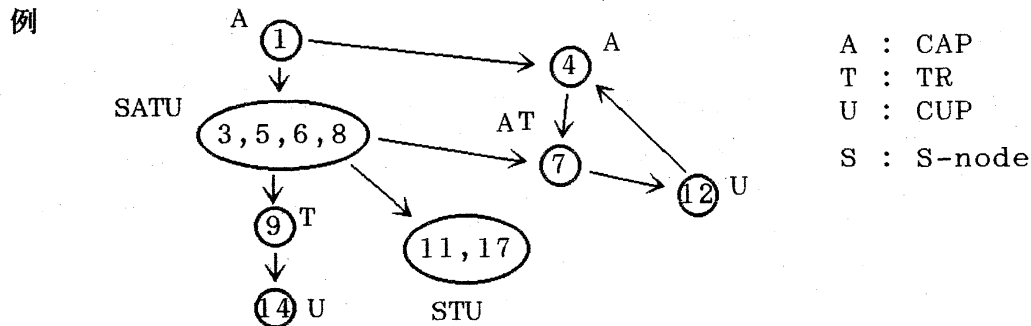 例
A
1
4
A
A : CAP
T : TR
U : CUP
S : S-node
SATU
3,5,6,8
AT
7
12
U
9
T
11,17
STU
14
U